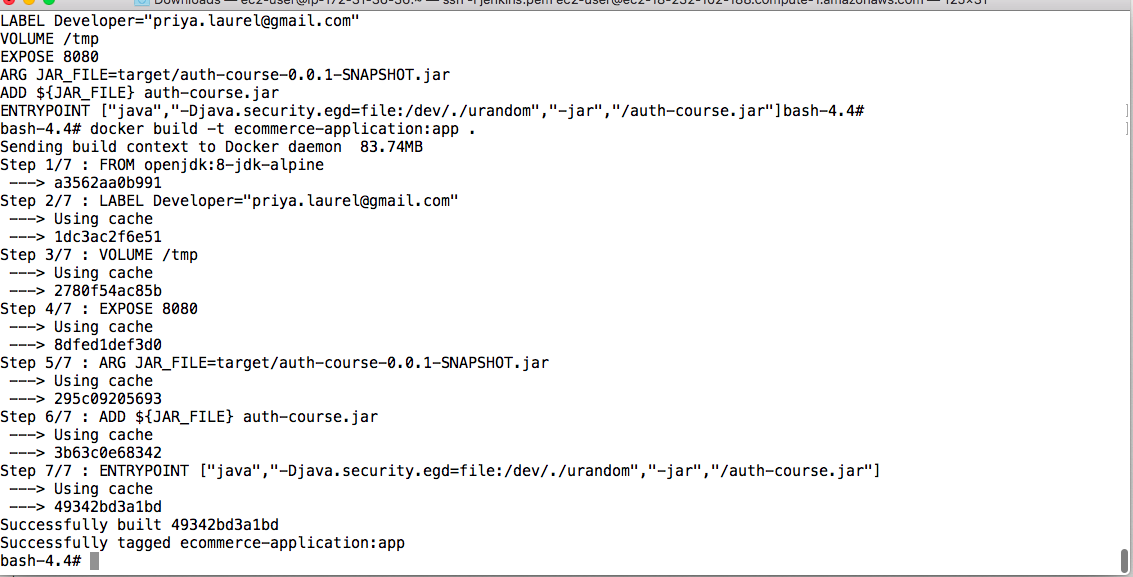 Downloads — ec2-user@ip-172-31-38-36:~ — ssh -i jenkins.pem ec2-user@ec2-18-232-102-188.compute-1.amazonaws.com — 125×31
LABEL Developer="priya.laurel@gmail.com"
VOLUME /tmp
EXPOSE 8080
ARG JAR_FILE=target/auth-course-0.0.1-SNAPSHOT.jar
ADD ${JAR_FILE} auth-course.jar
ENTRYPOINT ["java","-Djava.security.egd=file:/dev/./urandom","-jar","/auth-course.jar"]bash-4.4#
bash-4.4# docker build -t ecommerce-application:app .
Sending build context to Docker daemon  83.74MB
Step 1/7 : FROM openjdk:8-jdk-alpine
 ---> a3562aa0b991
Step 2/7 : LABEL Developer="priya.laurel@gmail.com"
 ---> Using cache
 ---> 1dc3ac2f6e51
Step 3/7 : VOLUME /tmp
 ---> Using cache
 ---> 2780f54ac85b
Step 4/7 : EXPOSE 8080
 ---> Using cache
 ---> 8dfed1def3d0
Step 5/7 : ARG JAR_FILE=target/auth-course-0.0.1-SNAPSHOT.jar
 ---> Using cache
 ---> 295c09205693
Step 6/7 : ADD ${JAR_FILE} auth-course.jar
 ---> Using cache
 ---> 3b63c0e68342
Step 7/7 : ENTRYPOINT ["java","-Djava.security.egd=file:/dev/./urandom","-jar","/auth-course.jar"]
 ---> Using cache
 ---> 49342bd3a1bd
Successfully built 49342bd3a1bd
Successfully tagged ecommerce-application:app
bash-4.4#